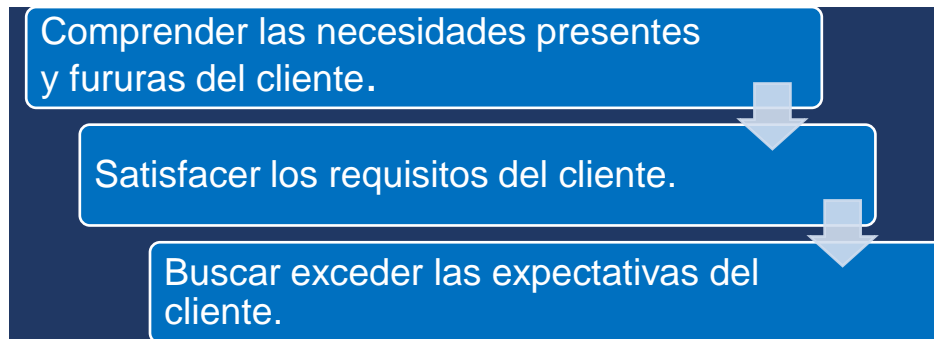 Comprender las necesidades presentes
y fururas del cliente.
Satisfacer los requisitos del cliente.
Buscar exceder las expectativas del
cliente.